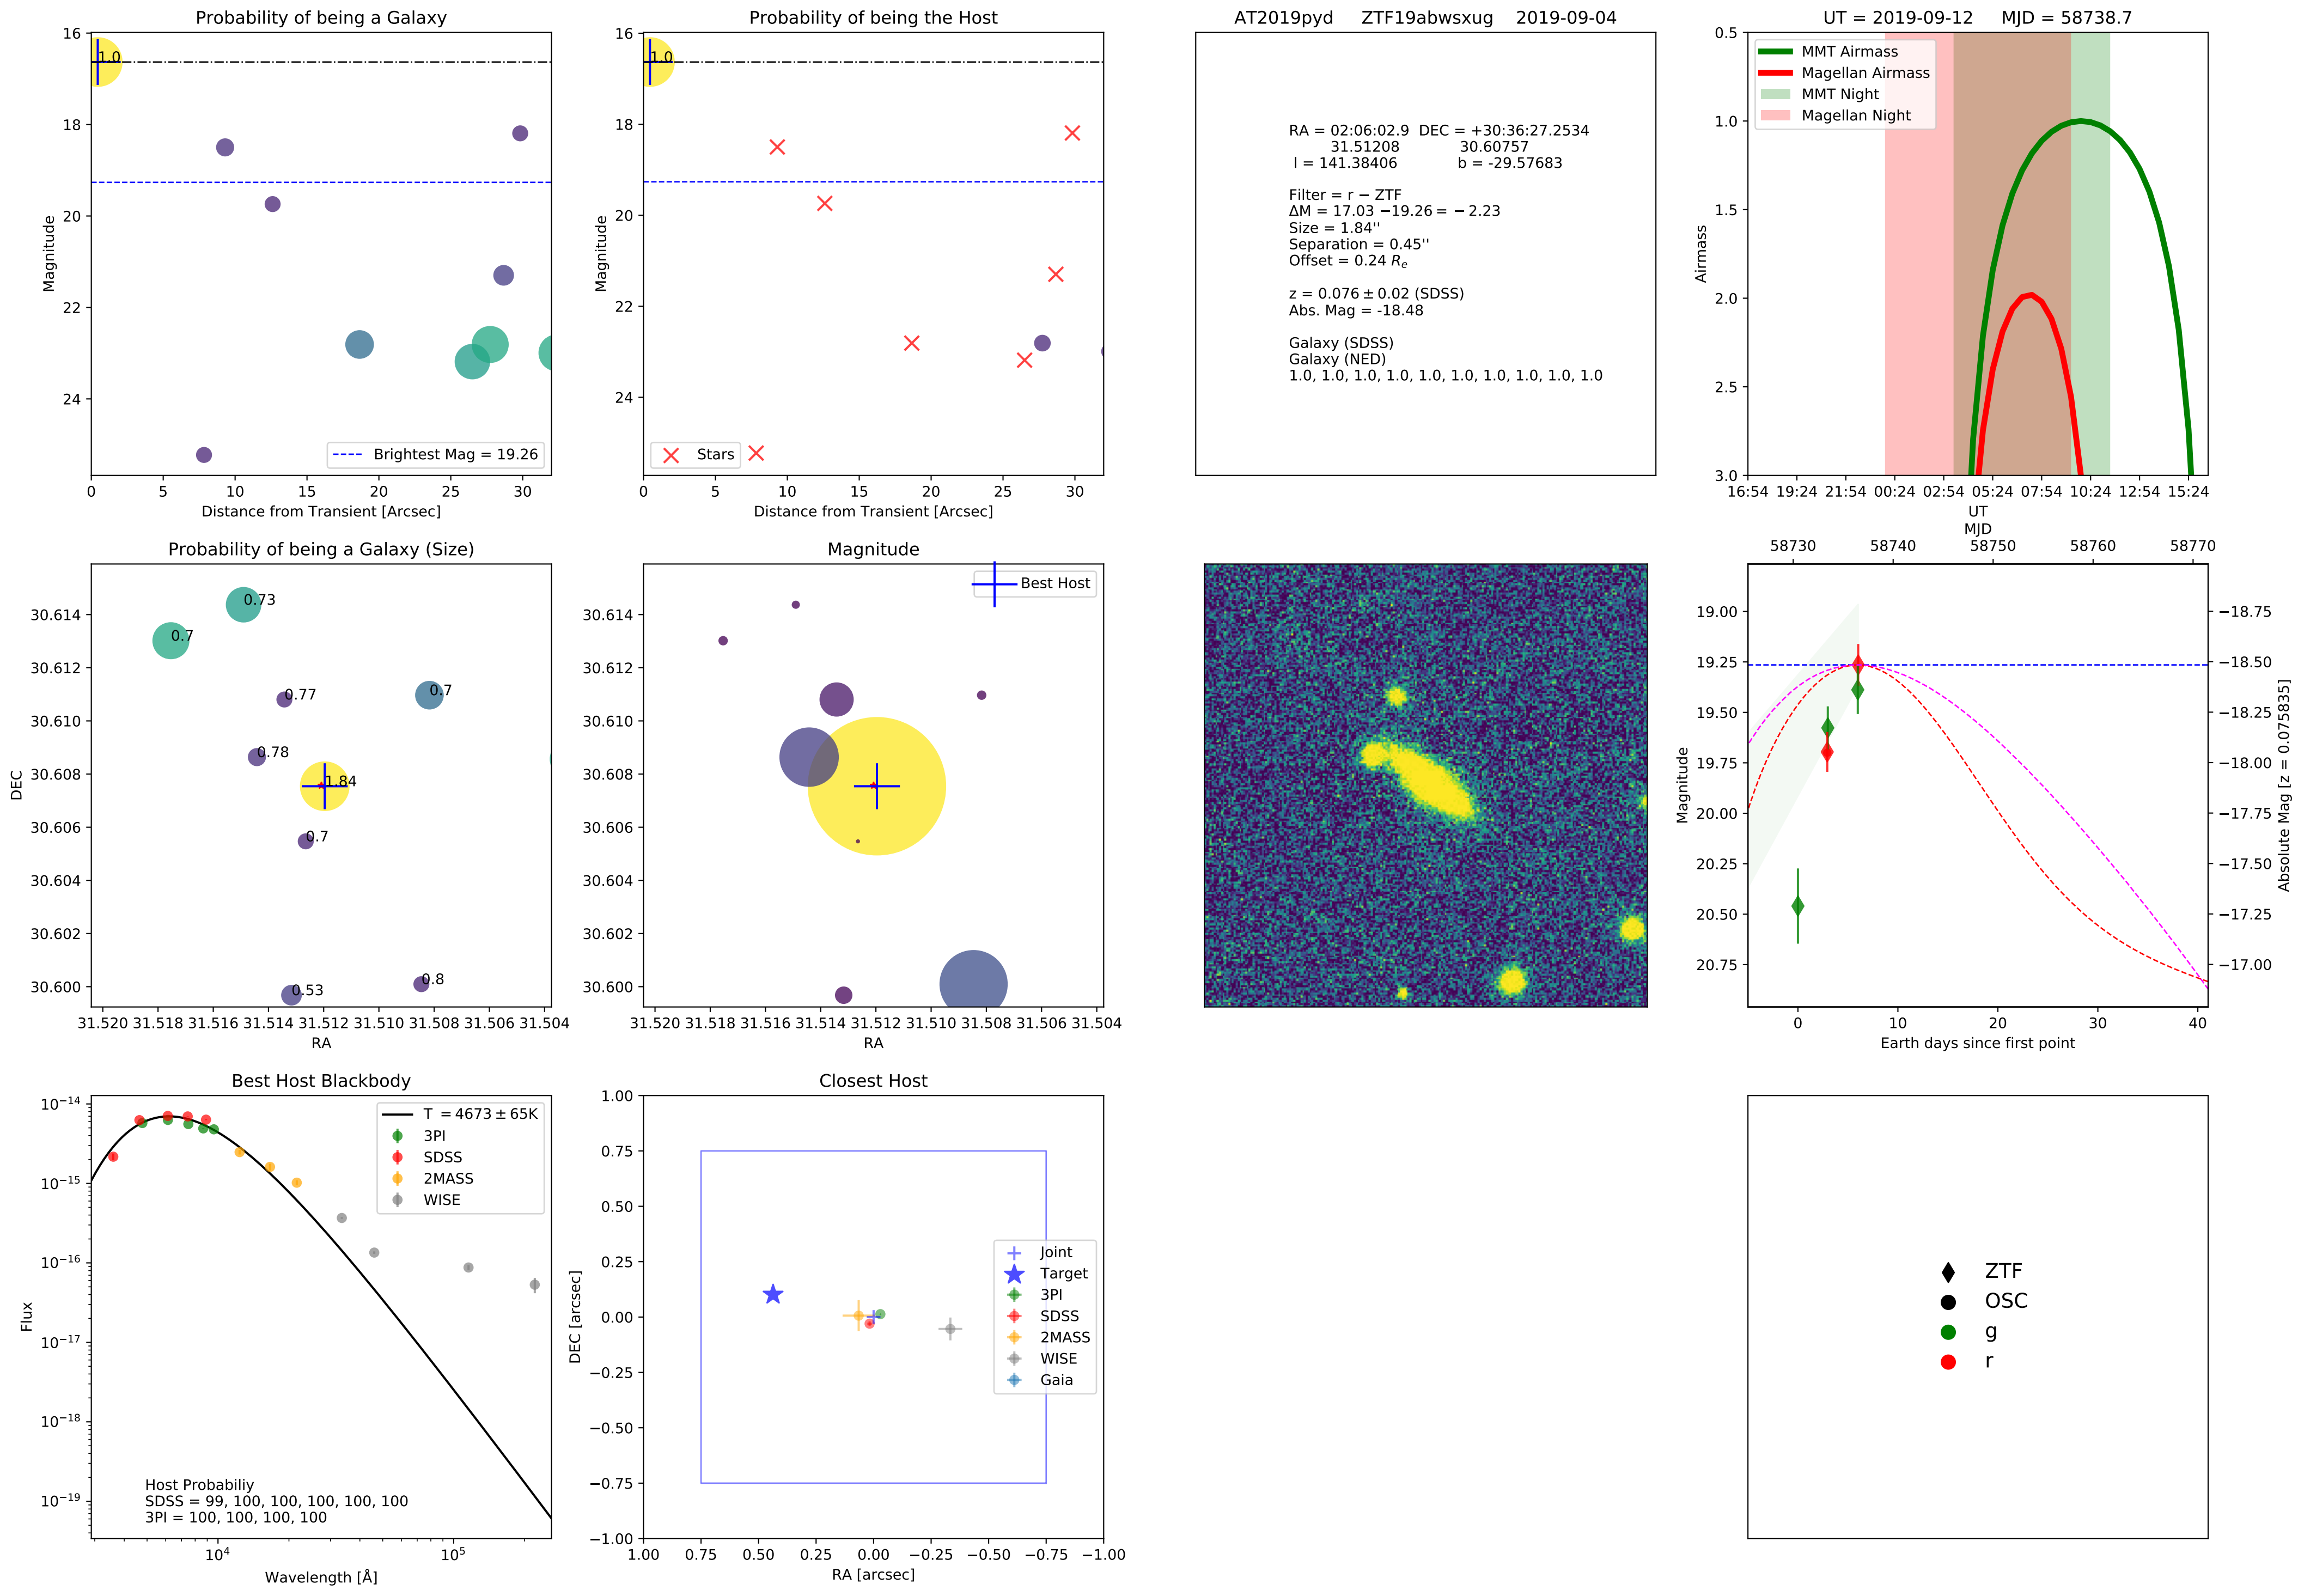 Probability of being a Galaxy
Magnitude
16
18
20
22
24
1.0
Brightest Mag = 19.26
0 5 10 15 20 25 30
Distance from Transient [Arcsec]
Probability of being the Host
Magnitude
16
18
20
22
24
1.0
Stars
0 5 10 15 20 25 30
Distance from Transient [Arcsec]
AT2019pyd ZTF19abwsxug 2019-09-04
RA = 02:06:02.9 DEC = +30:36:27.2534
31.51208 30.60757
l = 141.38406 b = -29.57683
Filter = r − ZTF
ΔM = 17.03 −19.26 = −2.23
Size = 1.84''
Separation = 0.45''
Offset = 0.24 Re
z = 0.076 ± 0.02 (SDSS)
Abs. Mag = -18.48
Galaxy (SDSS)
Galaxy (NED)
1.0, 1.0, 1.0, 1.0, 1.0, 1.0, 1.0, 1.0, 1.0, 1.0
UT = 2019-09-12 MJD = 58738.7
Airmass
0.5
1.0
1.5
2.0
2.5
3.0
MMT Airmass
Magellan Airmass
MMT Night
Magellan Night
16:54 19:24 21:54 00:24 02:54 05:24 07:54 10:24 12:54 15:24
UT
Probability of being a Galaxy (Size)
DEC
30.614
30.612
30.610
30.608
30.606
30.604
30.602
30.600
0.73
0.7
0.77
0.7
0.78
1.84
0.7
0.53
0.8
31.520 31.518 31.516 31.514 31.512 31.510 31.508 31.506 31.504
RA
Magnitude
30.614
30.612
30.610
30.608
30.606
30.604
30.602
30.600
Best Host
31.520 31.518 31.516 31.514 31.512 31.510 31.508 31.506 31.504
RA
MJD
58730 58740 58750 58760 58770
Magnitude
19.00
19.25
19.50
19.75
20.00
20.25
20.50
20.75
−18.75
−18.50
−18.25
−18.00
−17.75
−17.50
−17.25
−17.00
Absolute Mag [z = 0.075835]
0 10 20 30 40
Earth days since first point
Best Host Blackbody
Flux
10−14
10−15
10−16
10−17
10−18
10−19
T = 4673 ± 65K
3PI
SDSS
2MASS
WISE
Host Probabiliy
SDSS = 99, 100, 100, 100, 100, 100
3PI = 100, 100, 100, 100
104 105
Wavelength [Å]
Closest Host
DEC [arcsec]
1.00
0.75
0.50
0.25
0.00
−0.25
−0.50
−0.75
−1.00
Joint
Target
3PI
SDSS
2MASS
WISE
Gaia
1.00 0.75 0.50 0.25 0.00 −0.25 −0.50 −0.75 −1.00
RA [arcsec]
ZTF
OSC
g
r